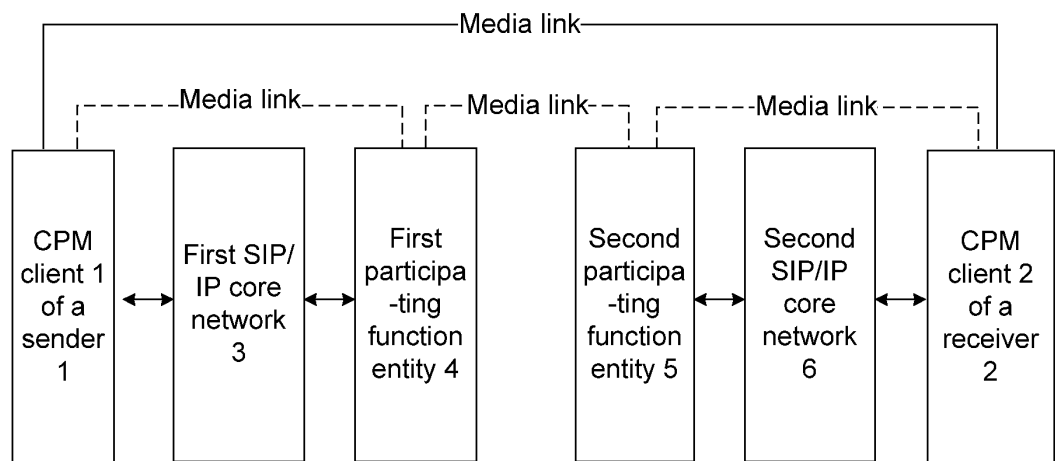 Media link
Media link
Media link
Media link
CPM
client 1
of a
sender
1
First SIP/
IP core
network
3
First
participa
-ting
function
entity 4
Second
participa
-ting
function
entity 5
Second
SIP/IP
core
network
6
CPM
client 2
of a
receiver
2